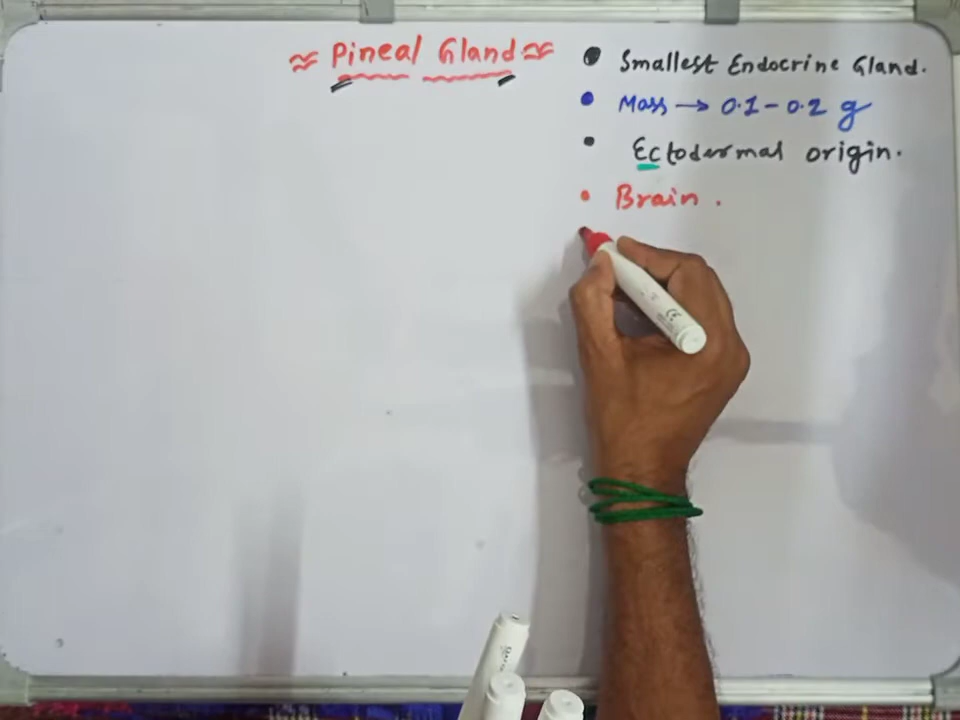 ≈ Pineal Gland ≈
• Smallest Endocrine Gland.
• Mass → 0.1 - 0.2 g
• Ectodermal origin.
• Brain.